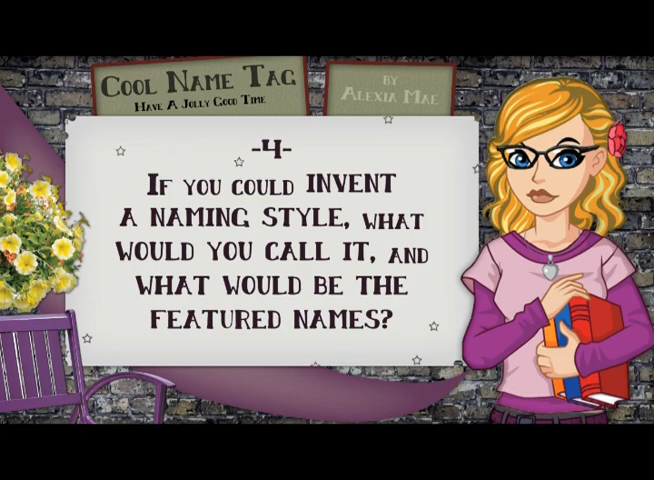 Cool Name Tag
Have A Jolly Good Time
by
Alexia Mae
-4-
If you could INVENT
A NAMING STYLE, what
would you call it, and
what would be the
featured names?